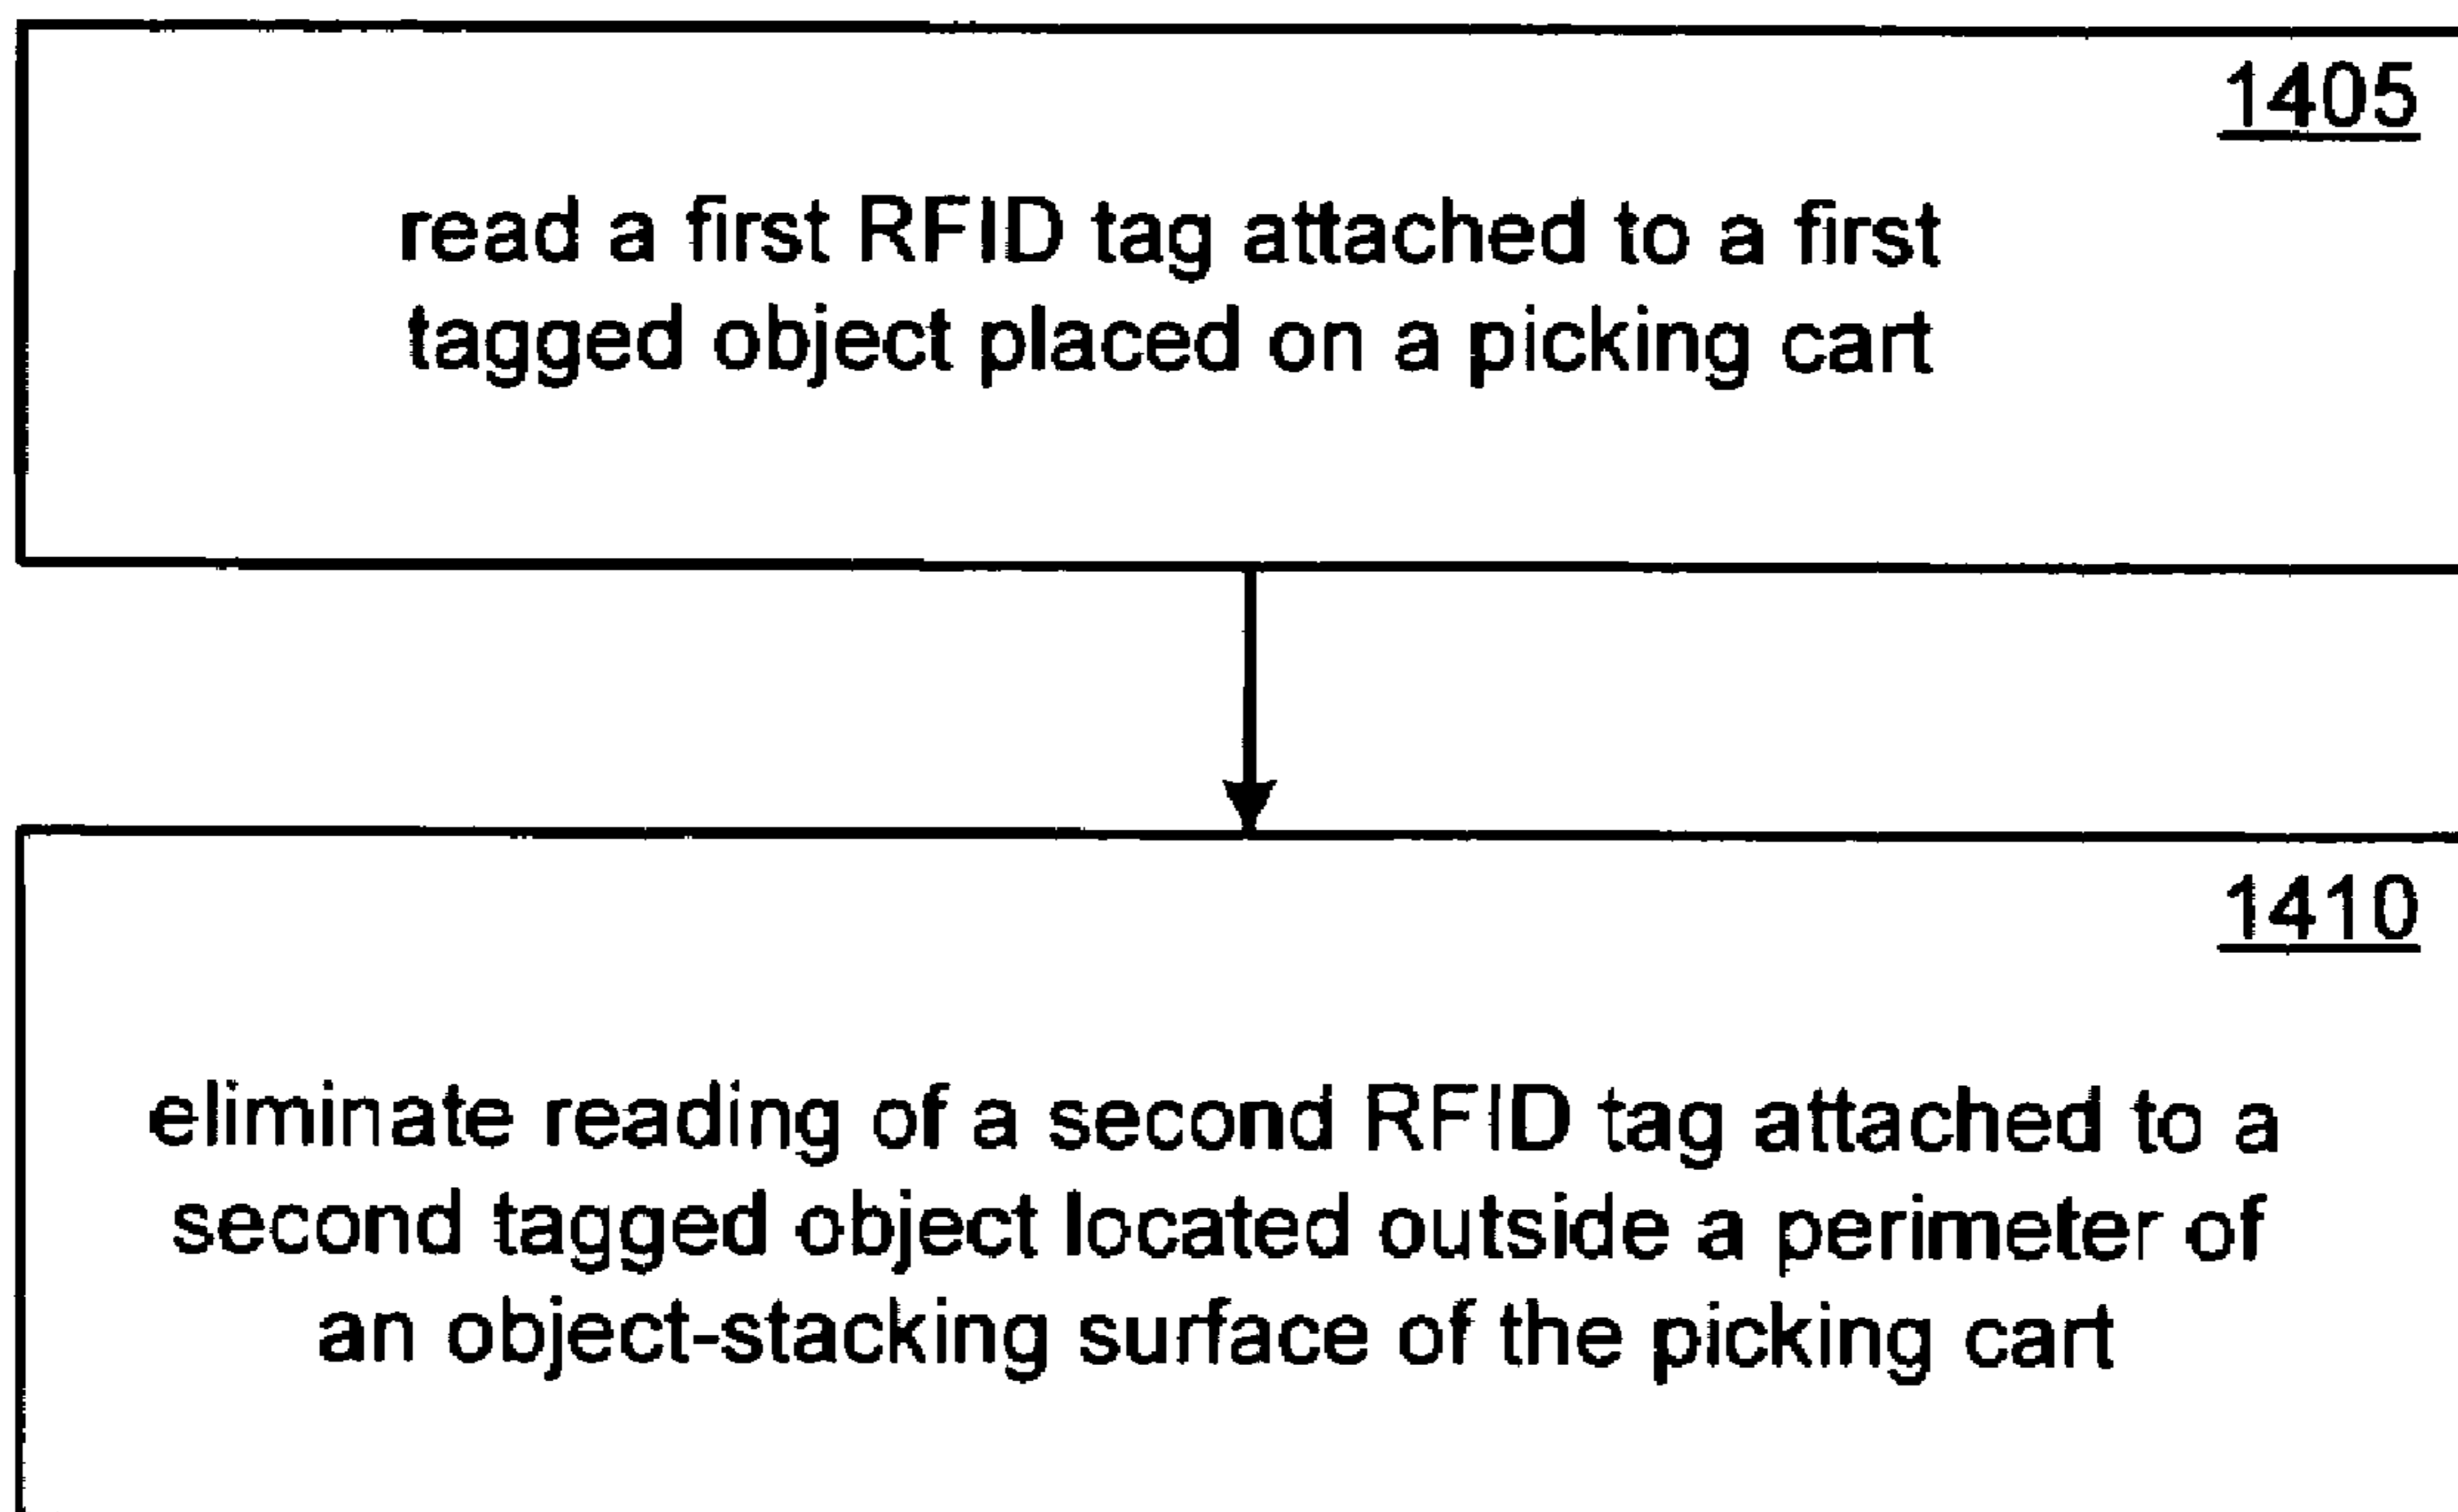 1405
read a first RFID tag attached to a first
tagged object placed on a picking cart
1410
eliminate reading of a second RFID tag attached to a
second tagged object located outside a perimeter of
an object-stacking surface of the picking cart